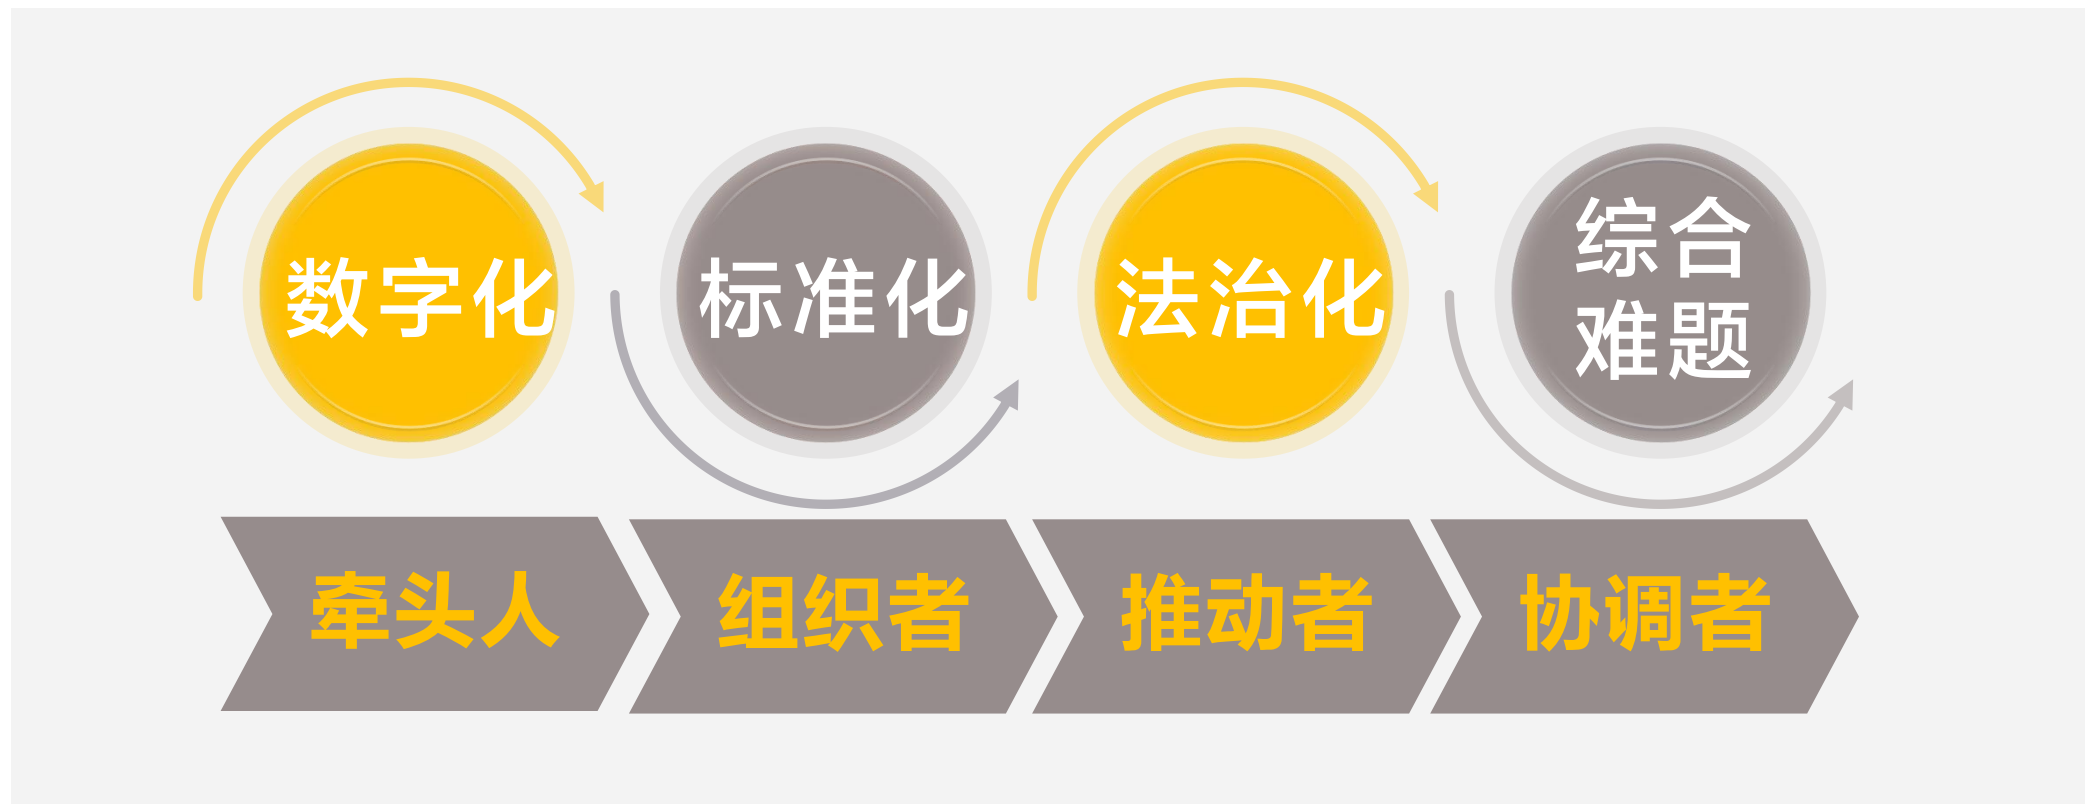 数字化
标准化
法治化
综合
难题
牵头人
组织者
推动者
协调者